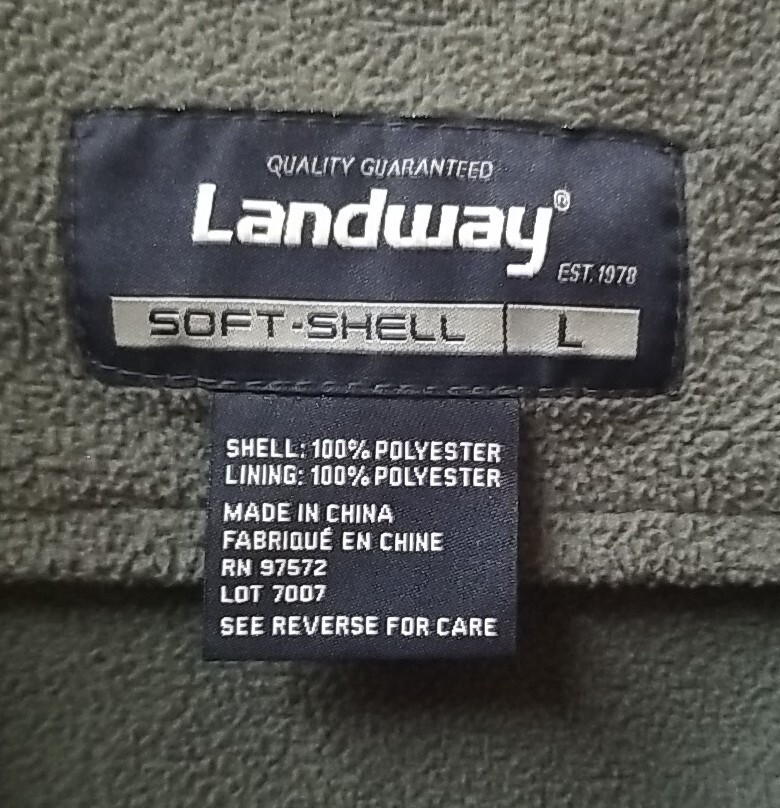 QUALITY GUARANTEED
Landway®
EST. 1978
SOFT-SHELL L
SHELL: 100% POLYESTER
LINING: 100% POLYESTER
MADE IN CHINA
FABRIQUÉ EN CHINE
RN 97572
LOT 7007
SEE REVERSE FOR CARE